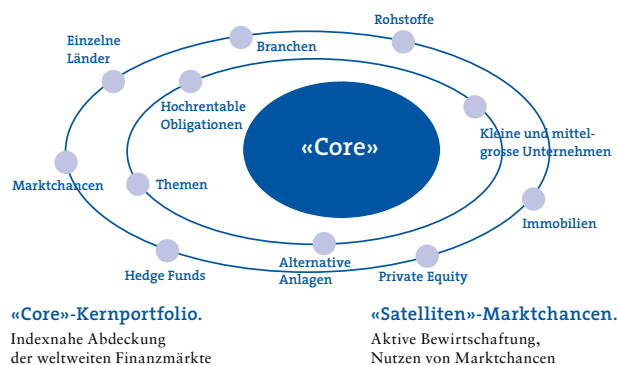 Rohstoffe
Einzelne
Länder
Branchen
Hochrentable
Obligationen
«Core»
Kleine und mittel-
grosse Unternehmen
Marktchancen
Themen
Immobilien
Hedge Funds
Alternative
Anlagen
Private Equity
«Core»-Kernportfolio.
Indexnahe Abdeckung
der weltweiten Finanzmärkte
«Satelliten»-Marktchancen.
Aktive Bewirtschaftung,
Nutzen von Marktchancen